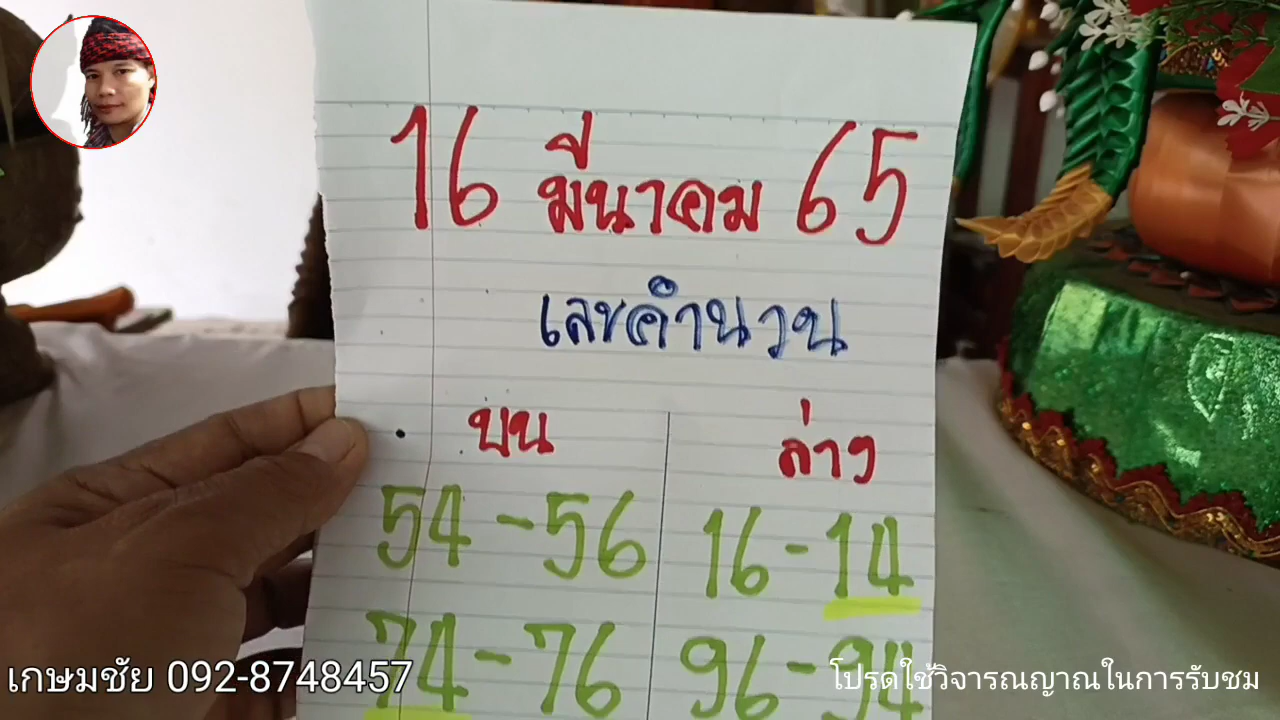 16 มีนาคม 65
เลขคำนวน
บน ล่าง
54-56 16-14
74-76 96-94
เกษมชัย 092-8748457
โปรดใช้วิจารณญาณในการรับชม